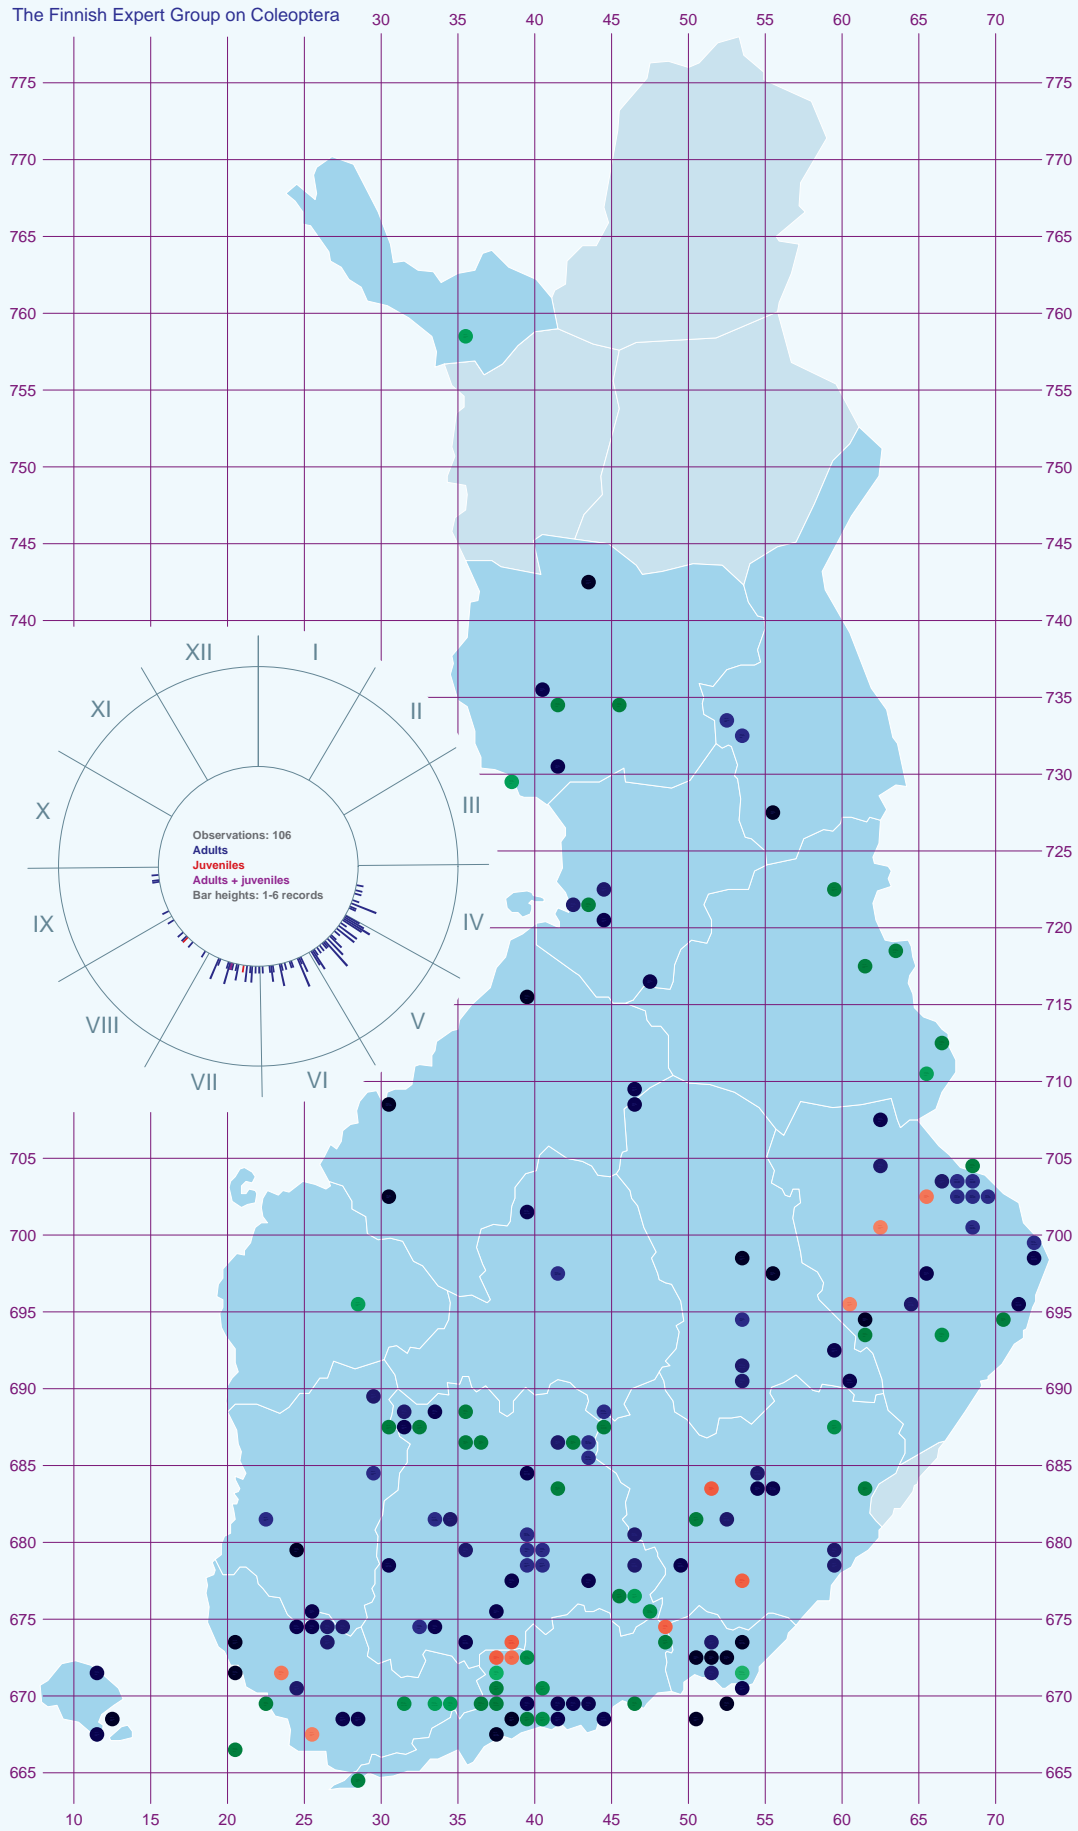 The Finnish Expert Group on Coleoptera
30 35 40 45 50 55 60 65 70
775 775
770 770
765 765
760 760
755 755
750 750
745 745
740 740
XII I
XI II
735
730
X III
Observations: 106
Adults
Juveniles
Adults + juveniles
Bar heights: 1-6 records
725
IX IV
720
715
VIII V
VII VI
710
705 705
700 700
695 695
690 690
685 685
680 680
675 675
670 670
665 665
10 15 20 25 30 35 40 45 50 55 60 65 70